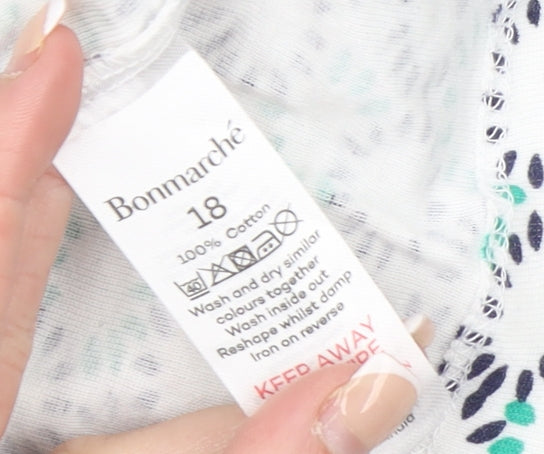 Bonmarché
18
100% Cotton
40
Wash and dry similar
colours together
Wash inside out
Reshape whilst damp
Iron on reverse
KEEP AWAY